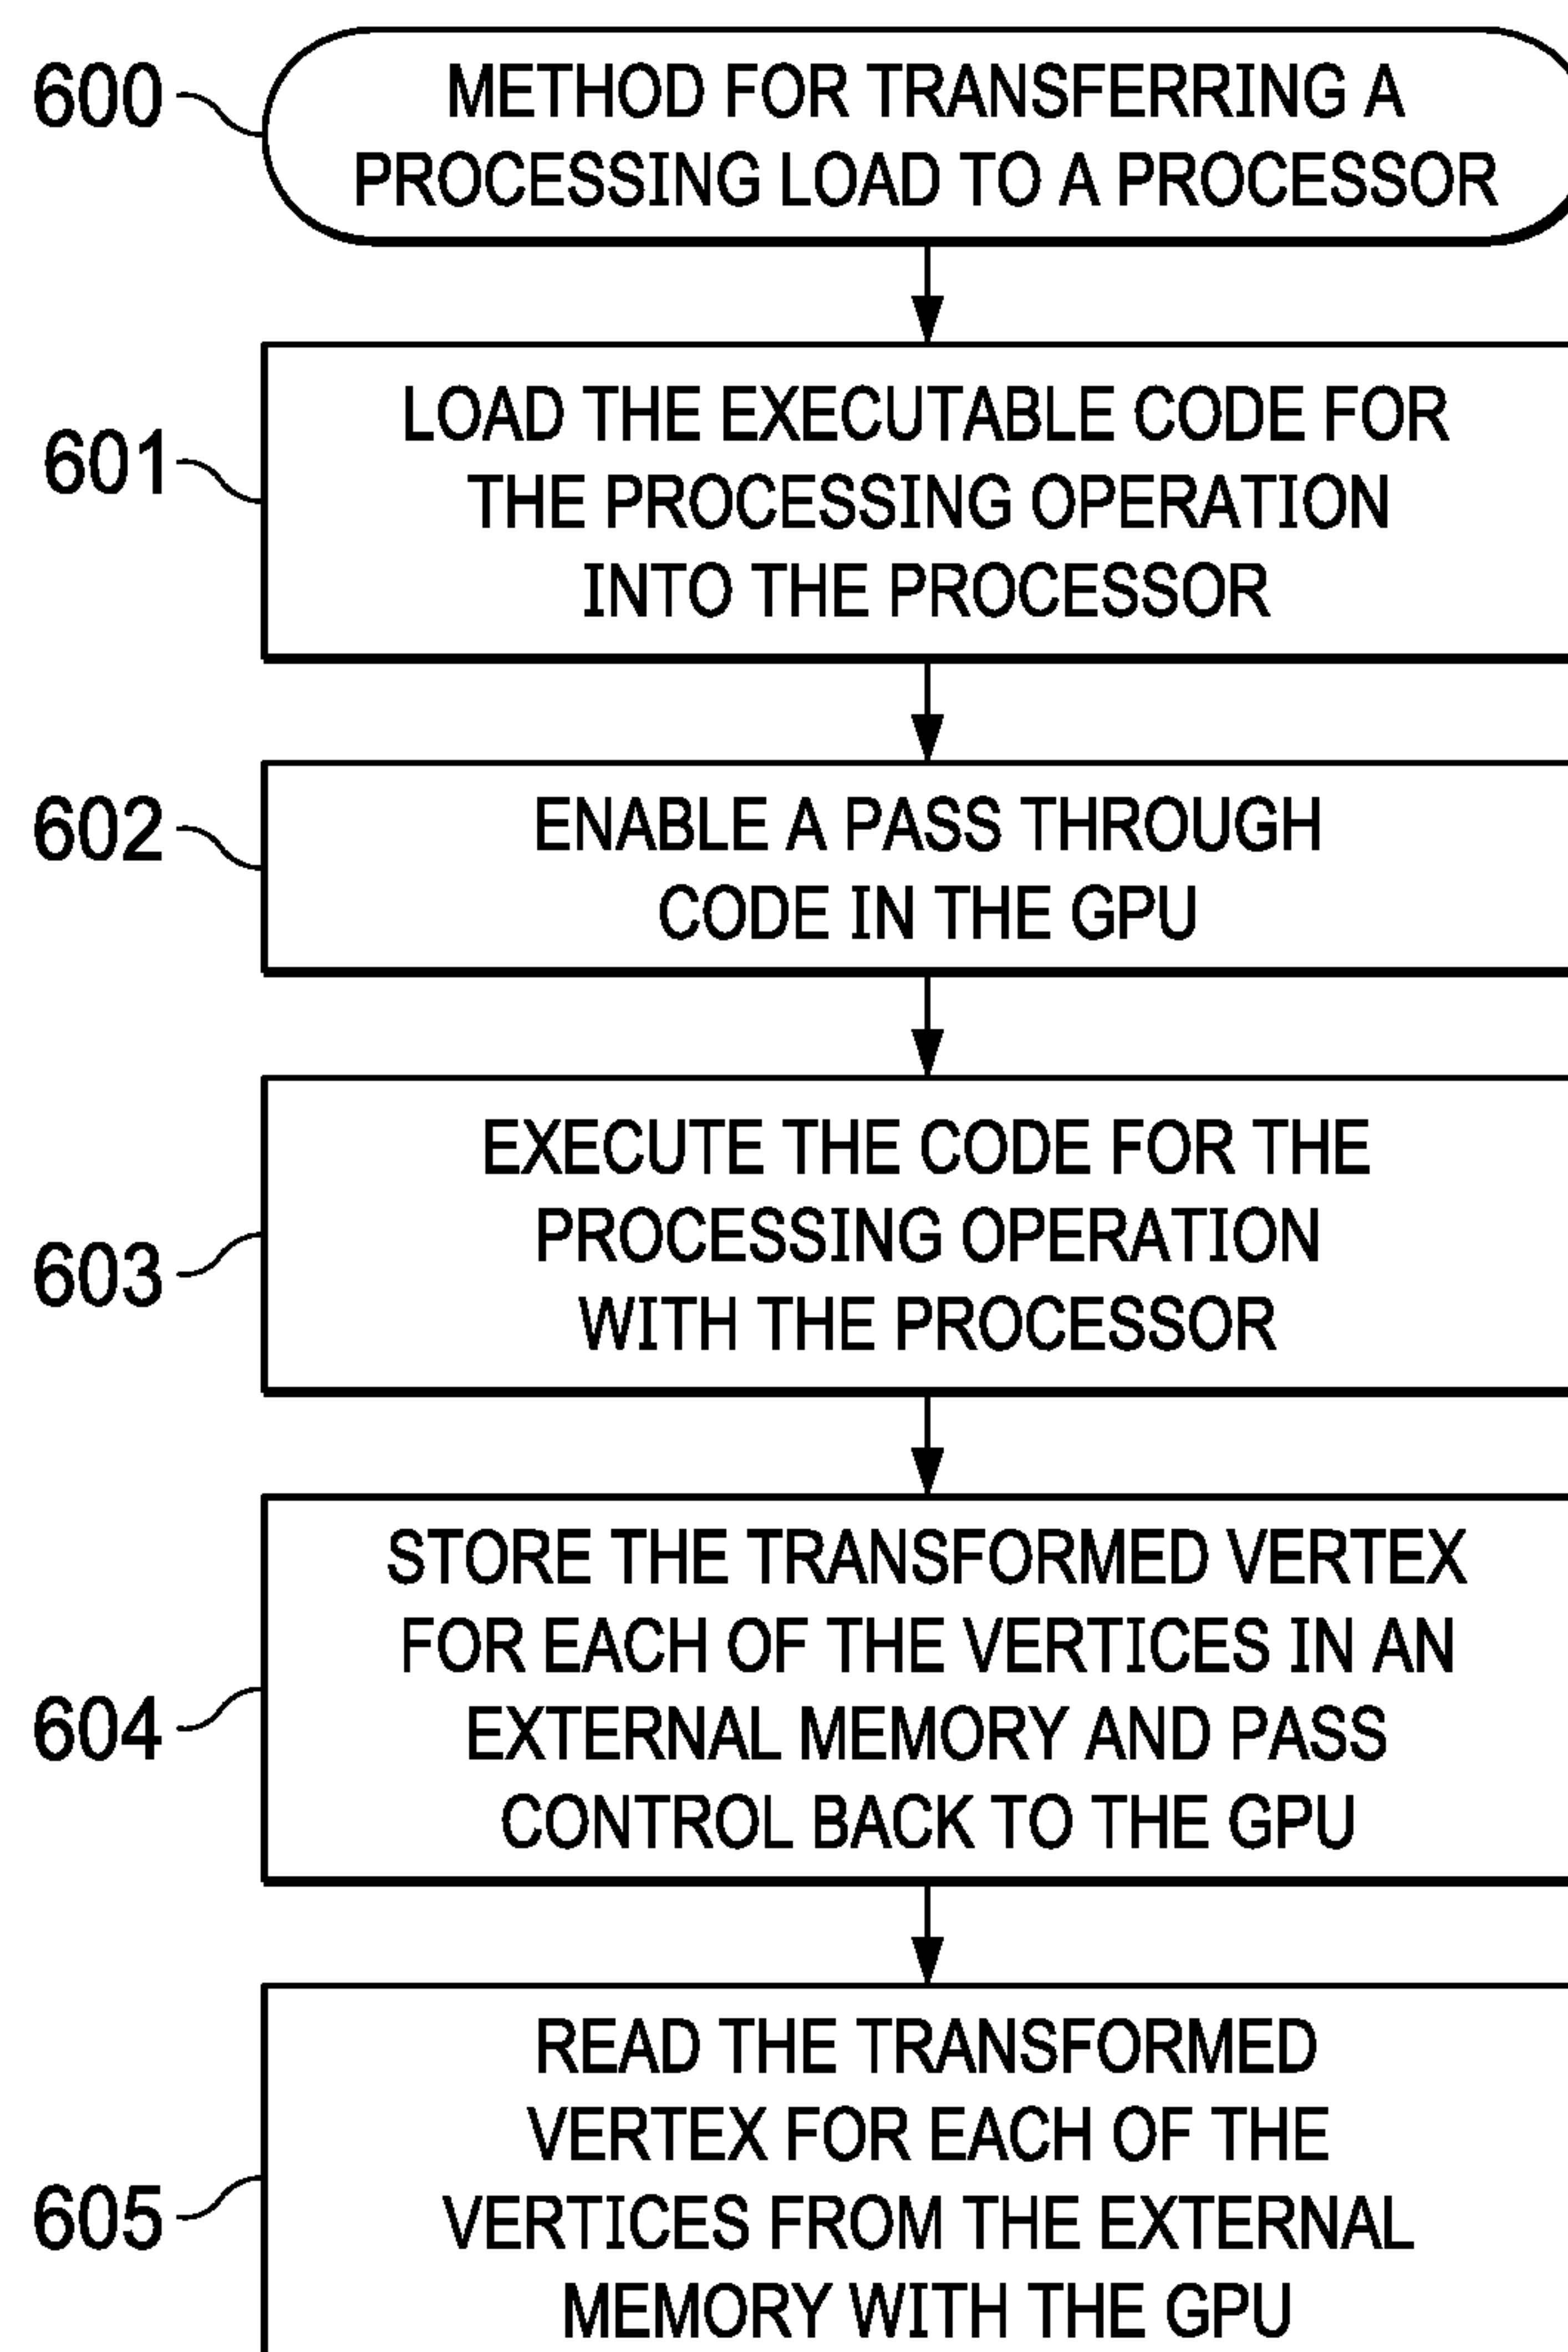 600
METHOD FOR TRANSFERRING A
PROCESSING LOAD TO A PROCESSOR
601
LOAD THE EXECUTABLE CODE FOR
THE PROCESSING OPERATION
INTO THE PROCESSOR
602
ENABLE A PASS THROUGH
CODE IN THE GPU
603
EXECUTE THE CODE FOR THE
PROCESSING OPERATION
WITH THE PROCESSOR
604
STORE THE TRANSFORMED VERTEX
FOR EACH OF THE VERTICES IN AN
EXTERNAL MEMORY AND PASS
CONTROL BACK TO THE GPU
605
READ THE TRANSFORMED
VERTEX FOR EACH OF THE
VERTICES FROM THE EXTERNAL
MEMORY WITH THE GPU